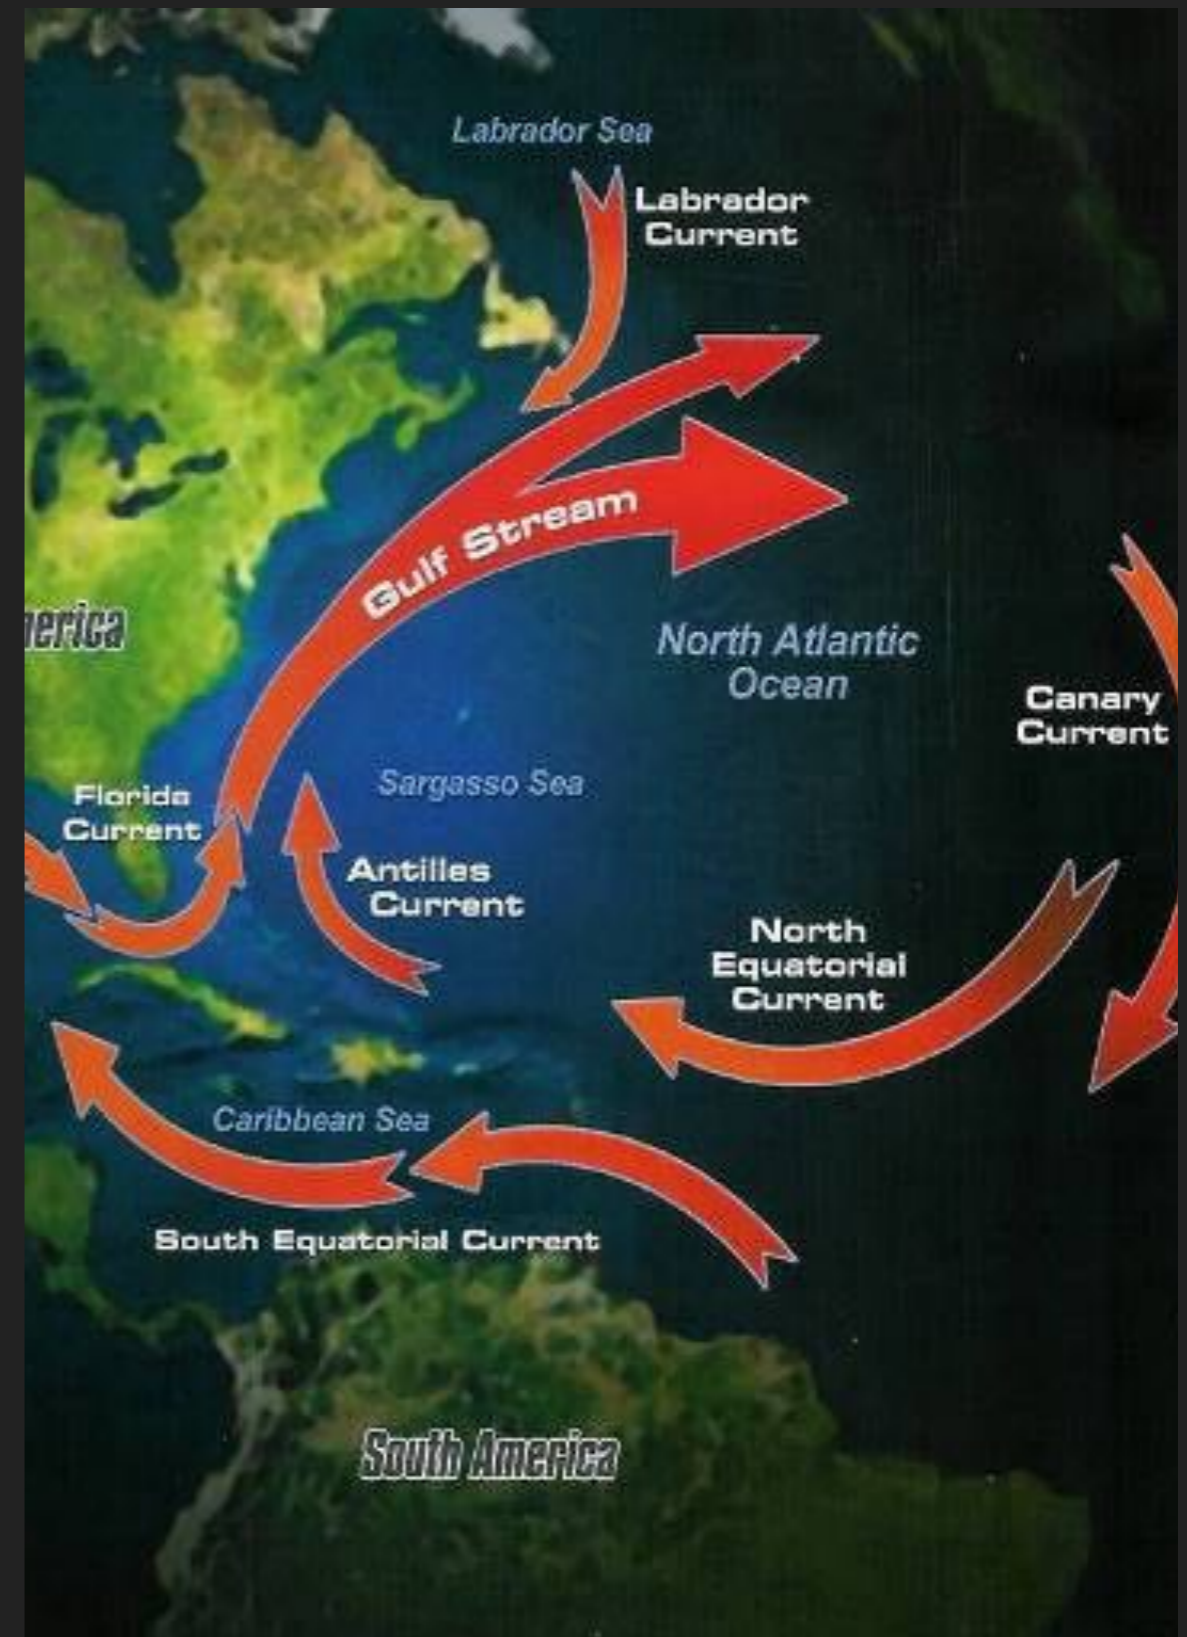 Labrador Sea
Labrador
Current
Gulf Stream
merica
North Atlantic
Ocean
Canary
Current
Sargasso Sea
Florida
Current
Antilles
Current
North
Equatorial
Current
Caribbean Sea
South Equatorial Current
South America